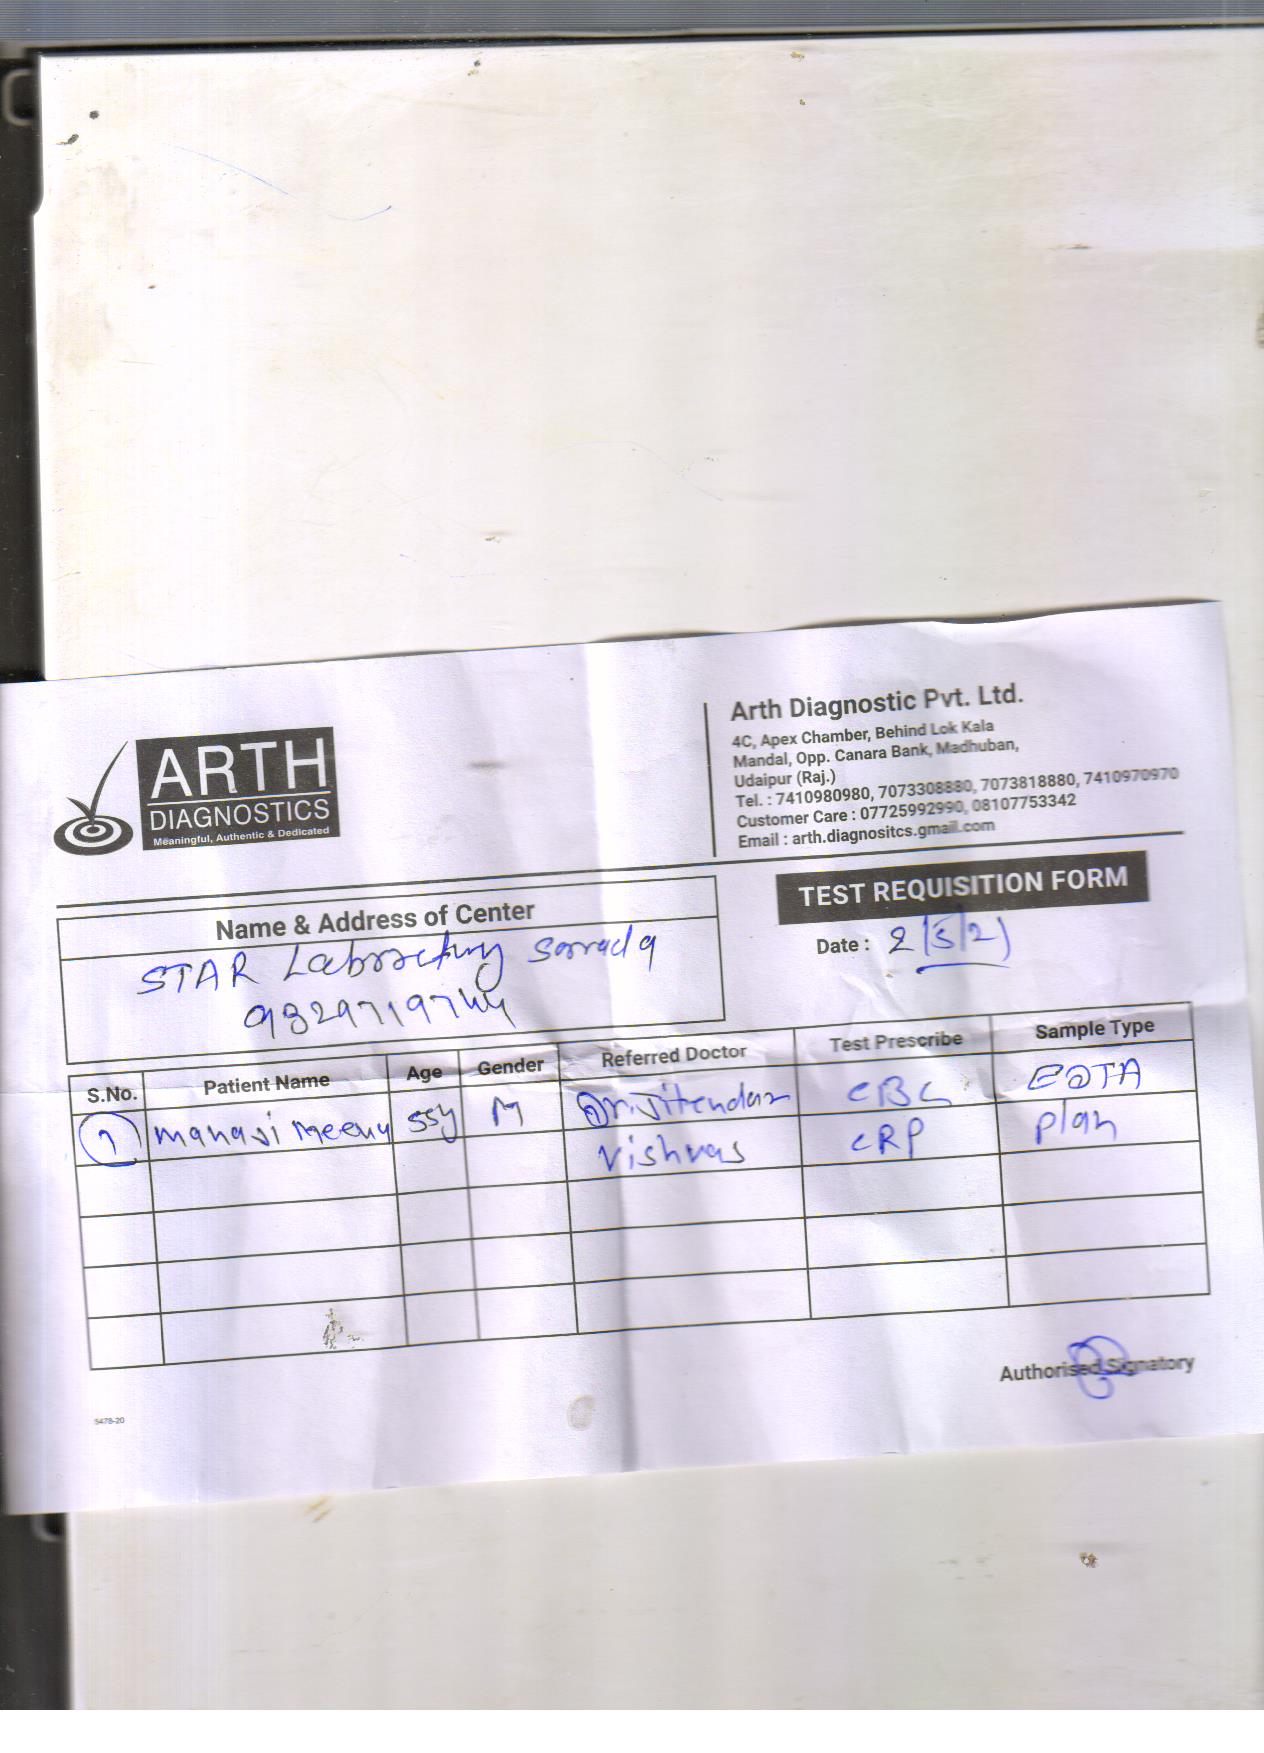 ARTH
DIAGNOSTICS
Meaningful, Authentic & Dedicated
Arth Diagnostic Pvt. Ltd.
4C, Apex Chamber, Behind Lok Kala
Mandal, Opp. Canara Bank, Madhuban,
Udaipur (Raj.)
Tel. : 7410980980, 7073308880, 7073818880, 7410970970
Customer Care : 07725992990, 08107753342
Email : arth.diagnositcs.gmail.com
Name & Address of Center
STAR Laboractury Sarada
TEST REQUISITION FORM
Date : 2/5/21
S.No. Patient Name Age Gender Referred Doctor Test Prescribe Sample Type
1 Manaji Meena 55y M Dr. Jitendar CBC EDTA
Vishvas CRP Plan
Authorised Signatory
5478-20